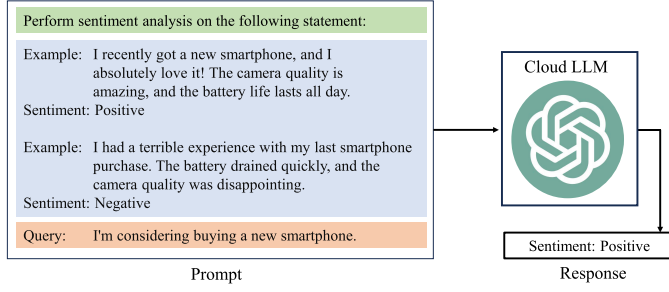 Perform sentiment analysis on the following statement:
Example: I recently got a new smartphone, and I
absolutely love it! The camera quality is
amazing, and the battery life lasts all day.
Sentiment: Positive
Example: I had a terrible experience with my last smartphone
purchase. The battery drained quickly, and the
camera quality was disappointing.
Sentiment: Negative
Query: I'm considering buying a new smartphone.
Prompt
Cloud LLM
Sentiment: Positive
Response